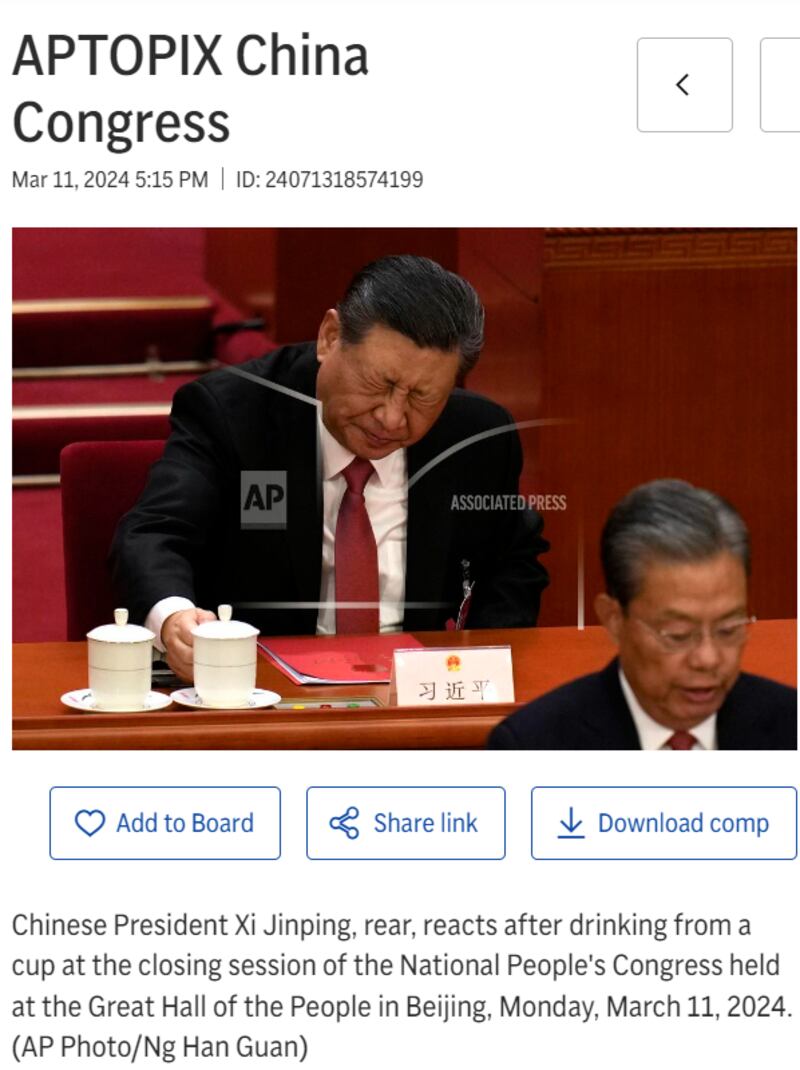 APTOPIX China
Congress
Mar 11, 2024 5:15 PM | ID: 24071318574199
AP
ASSOCIATED PRESS
习近平
Add to Board
Share link
Download comp
Chinese President Xi Jinping, rear, reacts after drinking from a
cup at the closing session of the National People's Congress held
at the Great Hall of the People in Beijing, Monday, March 11, 2024.
(AP Photo/Ng Han Guan)